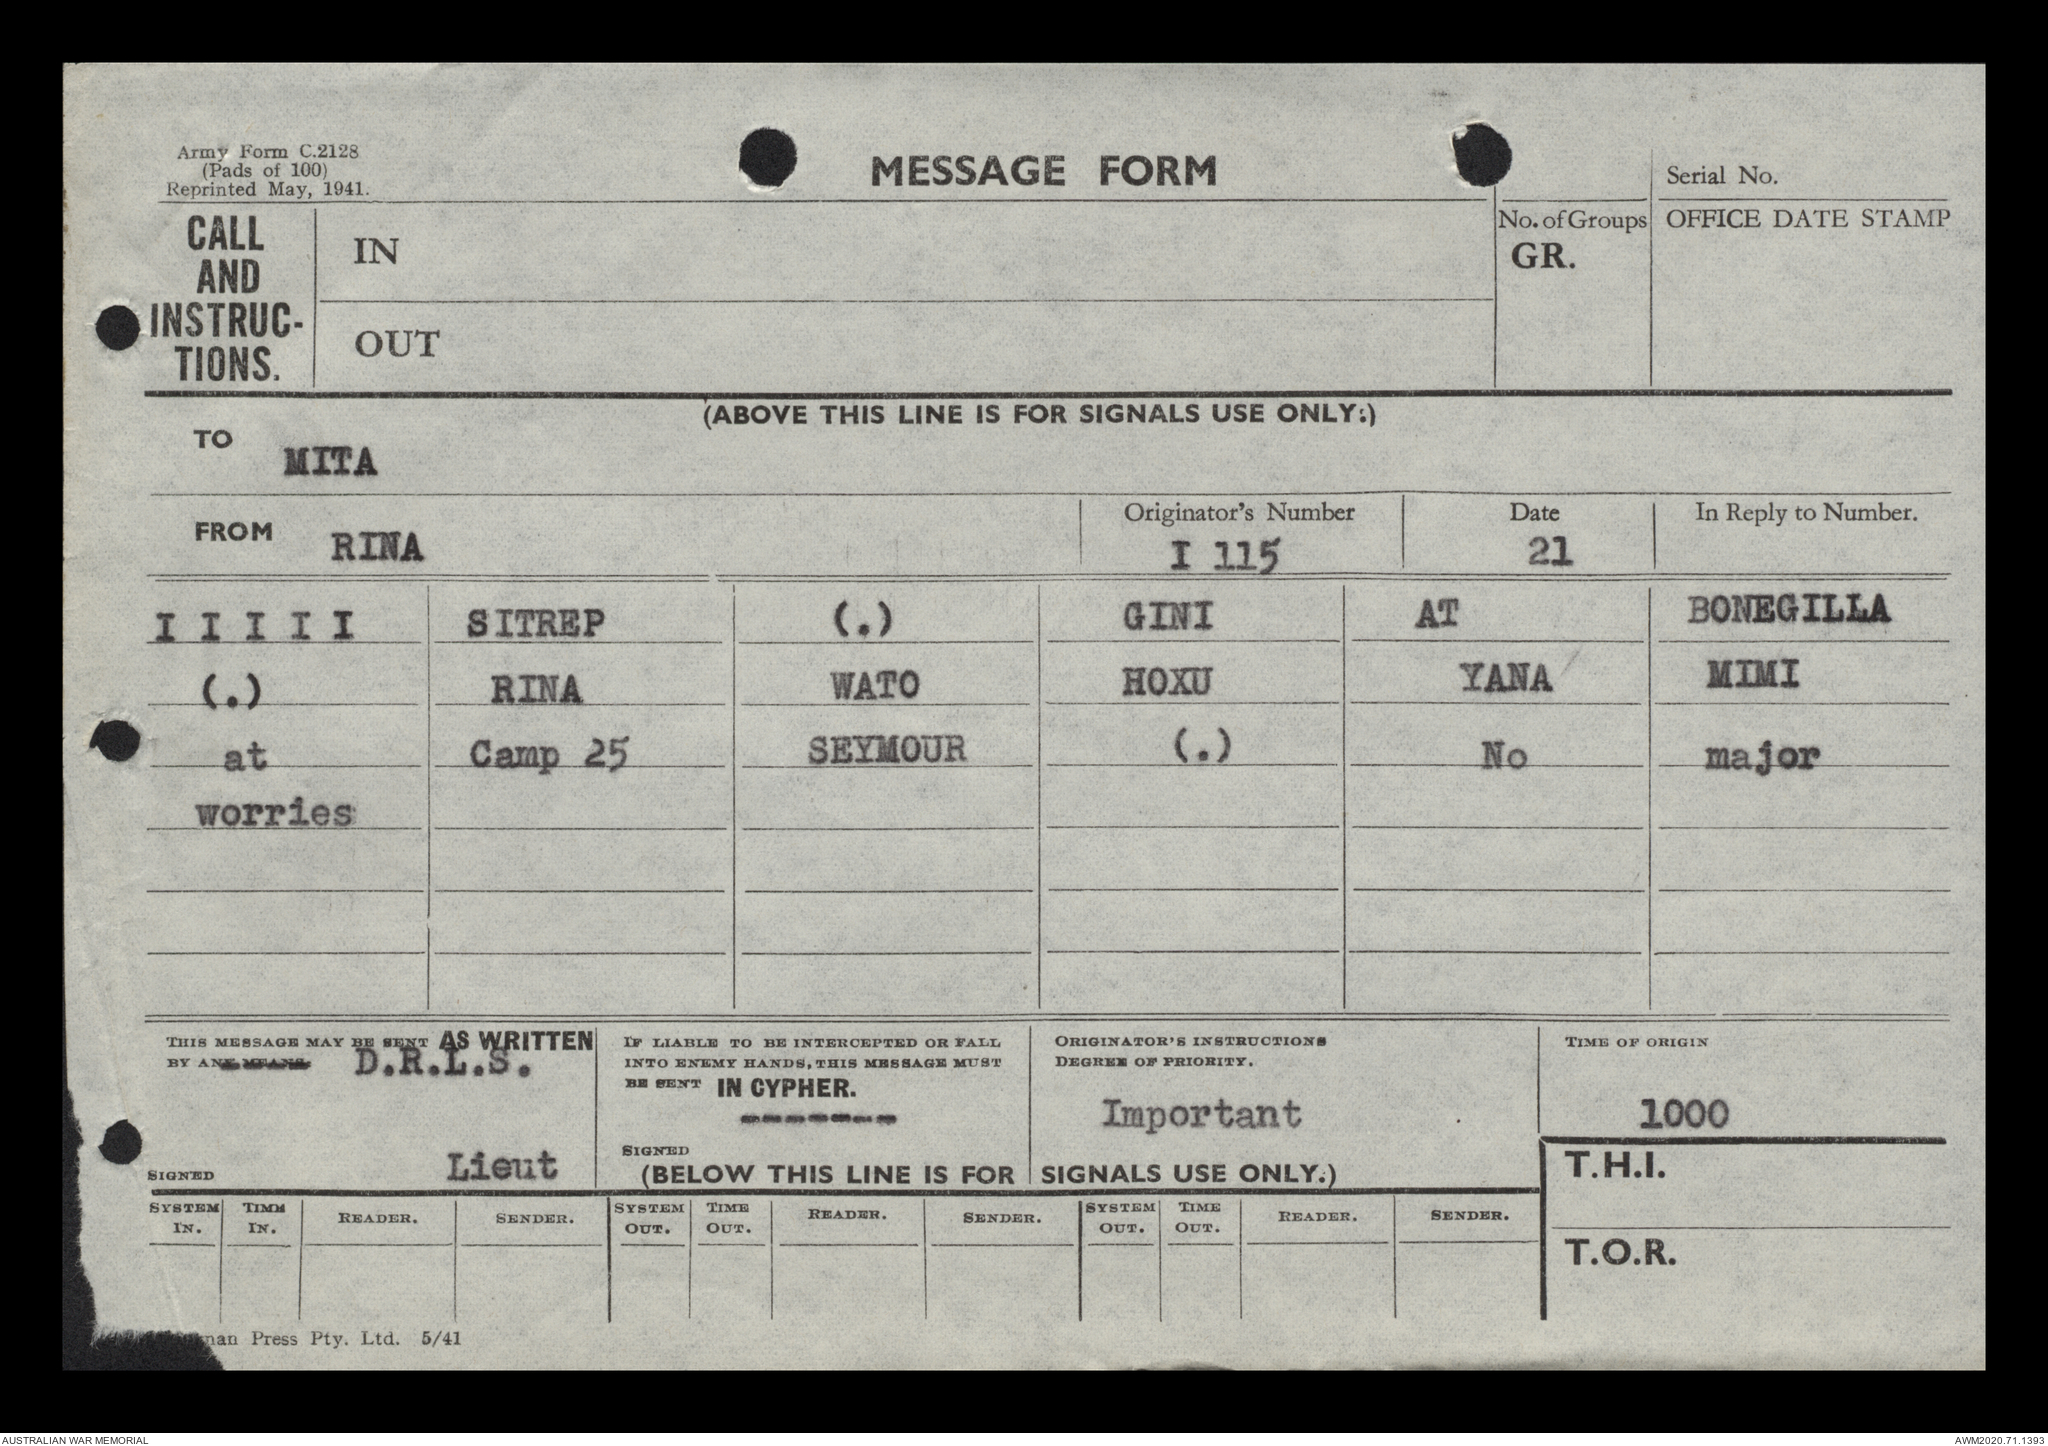 Army Form C.2128
(Pads of 100)
Reprinted May, 1941.
MESSAGE FORM
Serial No.
CALL AND INSTRUC-TIONS.
IN
OUT
No. of Groups
GR.
OFFICE DATE STAMP
(ABOVE THIS LINE IS FOR SIGNALS USE ONLY.)
TO MITA
FROM RINA
Originator's Number
I 115
Date
21
In Reply to Number.
I I I I I SITREP (.) GINI AT BONEGILLA
(.) RINA WATO HOXU YANA MIMI
at Camp 25 SEYMOUR (.) No major
worries
THIS MESSAGE MAY BE SENT AS WRITTEN
BY ANY MEANS. D.R.L.S.
SIGNED Lieut
IF LIABLE TO BE INTERCEPTED OR FALL
INTO ENEMY HANDS, THIS MESSAGE MUST
BE SENT IN CYPHER.
SIGNED
ORIGINATOR'S INSTRUCTIONS
DEGREE OF PRIORITY.
Important
TIME OF ORIGIN
1000
(BELOW THIS LINE IS FOR SIGNALS USE ONLY.)
T.H.I.
SYSTEM IN. TIME IN. READER. SENDER. SYSTEM OUT. TIME OUT. READER. SENDER. SYSTEM OUT. TIME OUT. READER. SENDER.
T.O.R.
Press Pty. Ltd. 5/41
AUSTRALIAN WAR MEMORIAL
AWM2020.71.1393